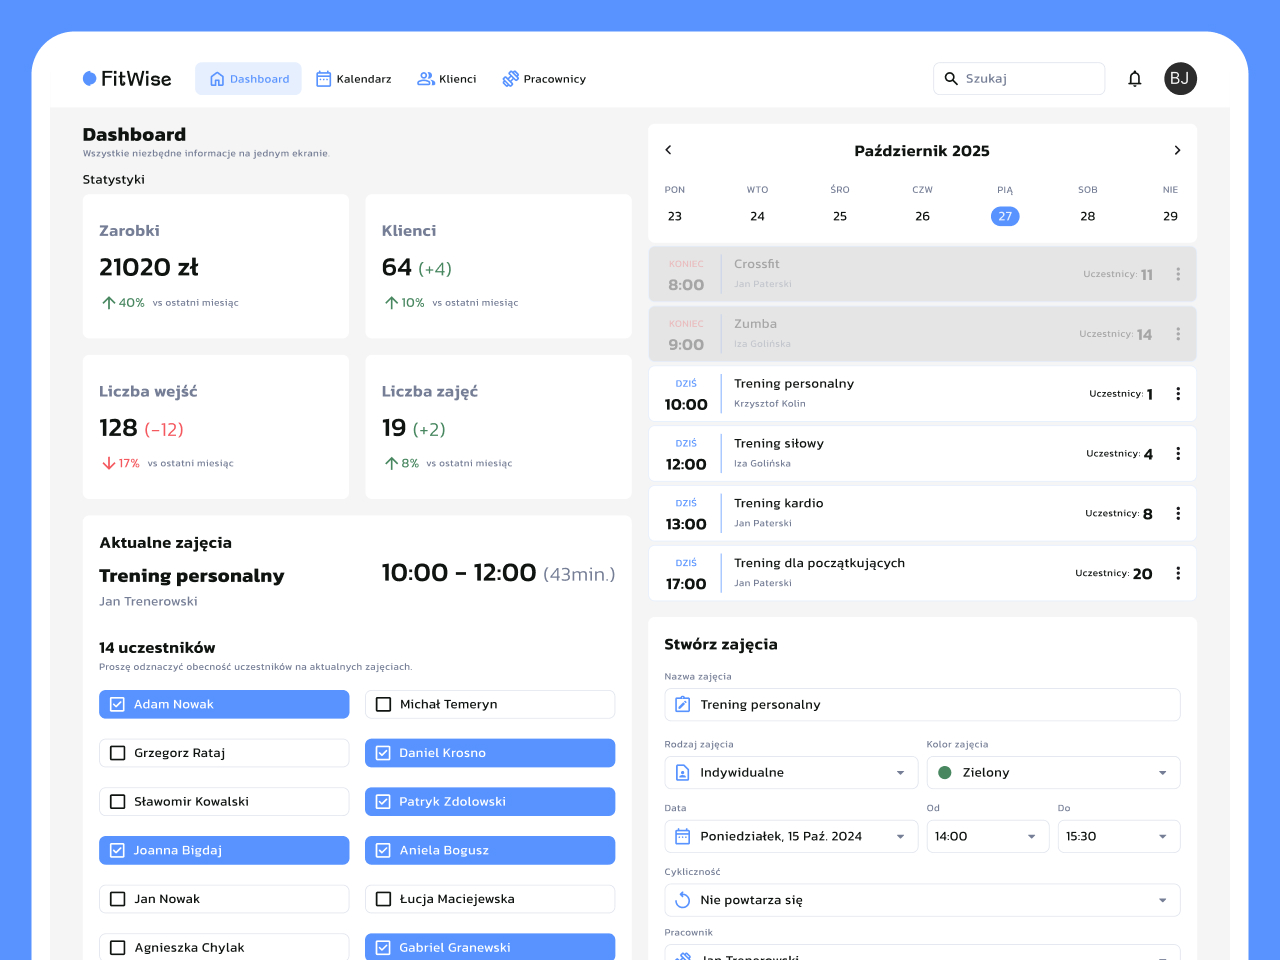 FitWise
Dashboard
Kalendarz
Klienci
Pracownicy
Szukaj
BJ
Dashboard
Wszystkie niezbędne informacje na jednym ekranie.
Statystyki
Zarobki
21020 zł
40% vs ostatni miesiąc
Klienci
64 (+4)
10% vs ostatni miesiąc
Liczba wejść
128 (-12)
17% vs ostatni miesiąc
Liczba zajęć
19 (+2)
8% vs ostatni miesiąc
Aktualne zajęcia
Trening personalny
10:00 - 12:00 (43min.)
Jan Trenerowski
14 uczestników
Proszę odznaczyć obecność uczestników na aktualnych zajęciach.
Adam Nowak
Michał Temeryn
Grzegorz Rataj
Daniel Krosno
Sławomir Kowalski
Patryk Zdolowski
Joanna Bigdaj
Aniela Bogusz
Jan Nowak
Łucja Maciejewska
Agnieszka Chylak
Gabriel Granewski
Październik 2025
PON WTO ŚRO CZW PIĄ SOB NIE
23 24 25 26 27 28 29
KONIEC
8:00
Crossfit
Jan Paterski
Uczestnicy: 11
KONIEC
9:00
Zumba
Iza Golińska
Uczestnicy: 14
DZIŚ
10:00
Trening personalny
Krzysztof Kolin
Uczestnicy: 1
DZIŚ
12:00
Trening siłowy
Iza Golińska
Uczestnicy: 4
DZIŚ
13:00
Trening kardio
Jan Paterski
Uczestnicy: 8
DZIŚ
17:00
Trening dla początkujących
Jan Paterski
Uczestnicy: 20
Stwórz zajęcia
Nazwa zajęcia
Trening personalny
Rodzaj zajęcia
Indywidualne
Kolor zajęcia
Zielony
Data
Poniedziałek, 15 Paź. 2024
Od
14:00
Do
15:30
Cykliczność
Nie powtarza się
Pracownik
Jan Trenerowski